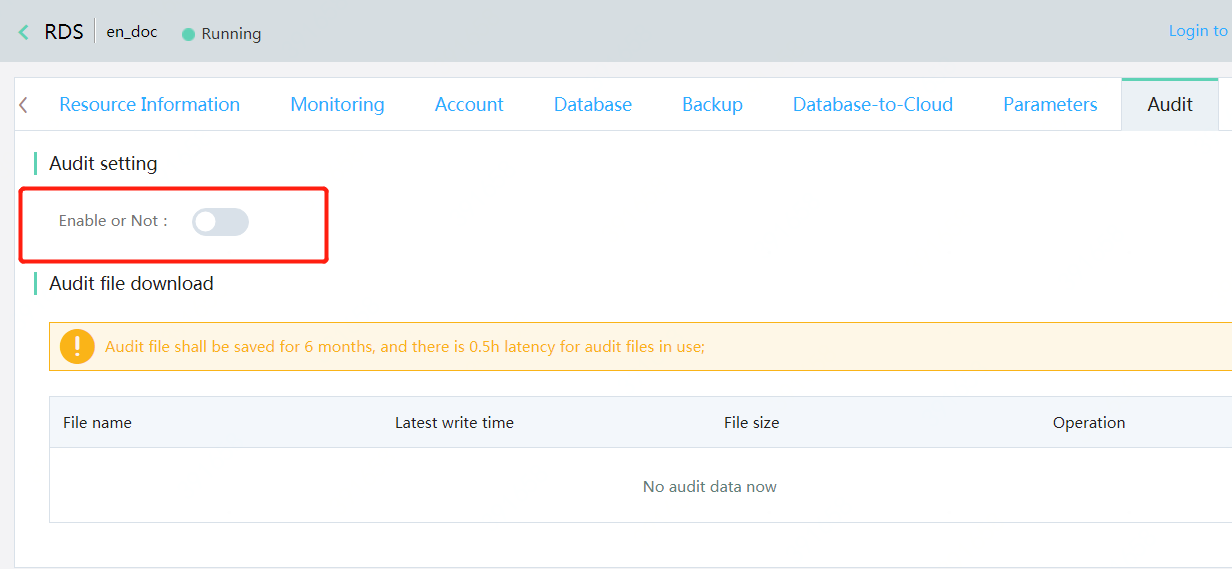 RDS en_doc Running Login to
Resource Information Monitoring Account Database Backup Database-to-Cloud Parameters Audit
Audit setting
Enable or Not :
Audit file download
Audit file shall be saved for 6 months, and there is 0.5h latency for audit files in use;
File name Latest write time File size Operation
No audit data now